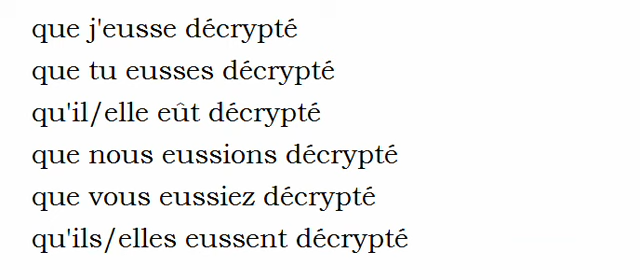 que j'eusse décrypté
que tu eusses décrypté
qu'il/elle eût décrypté
que nous eussions décrypté
que vous eussiez décrypté
qu'ils/elles eussent décrypté